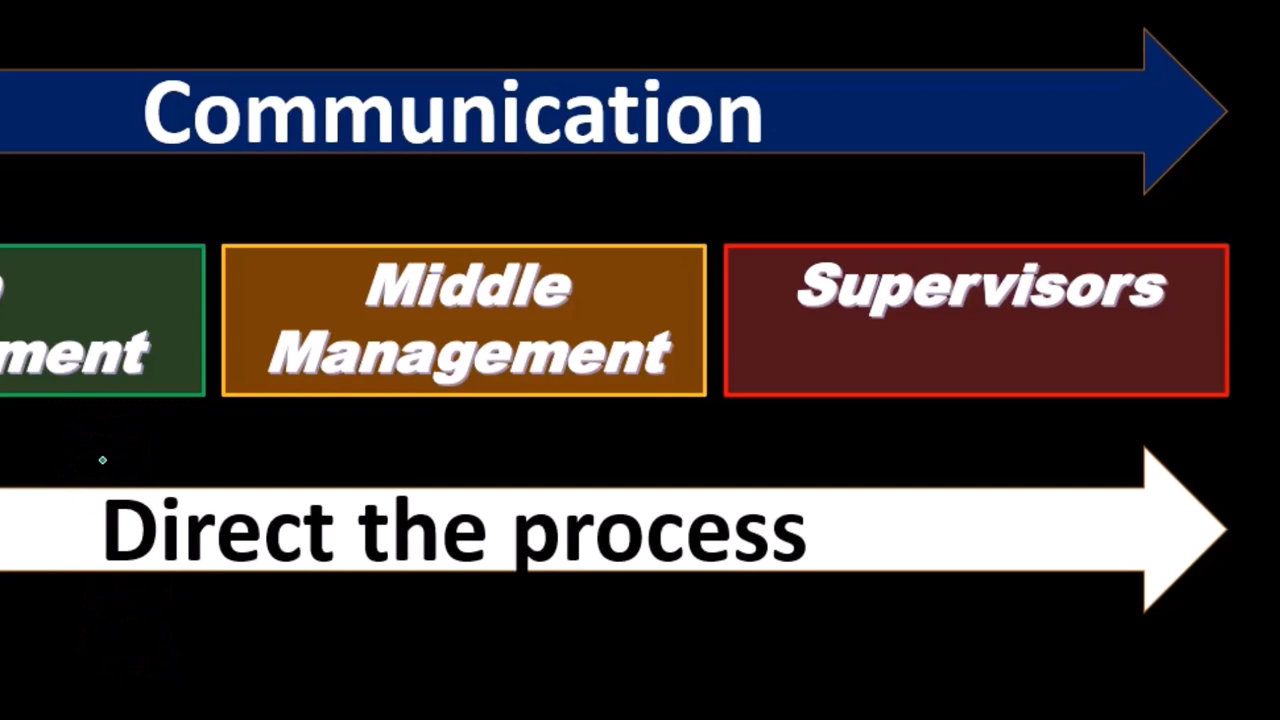 Communication
ment
Middle
Management
Supervisors
Direct the process